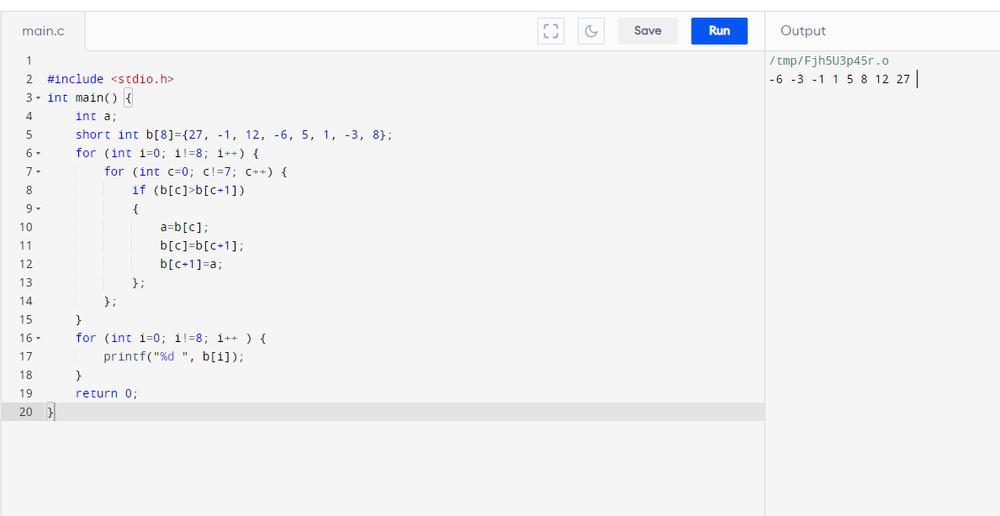 main.c
Save
Run
Output
1
2 #include <stdio.h>
3 int main() {
4     int a;
5     short int b[8]={27, -1, 12, -6, 5, 1, -3, 8};
6     for (int i=0; i!=8; i++) {
7         for (int c=0; c!=7; c++) {
8             if (b[c]>b[c+1])
9             {
10                 a=b[c];
11                 b[c]=b[c+1];
12                 b[c+1]=a;
13             };
14         };
15     }
16     for (int i=0; i!=8; i++ ) {
17         printf("%d ", b[i]);
18     }
19     return 0;
20 }
/tmp/Fjh5U3p45r.o
-6 -3 -1 1 5 8 12 27